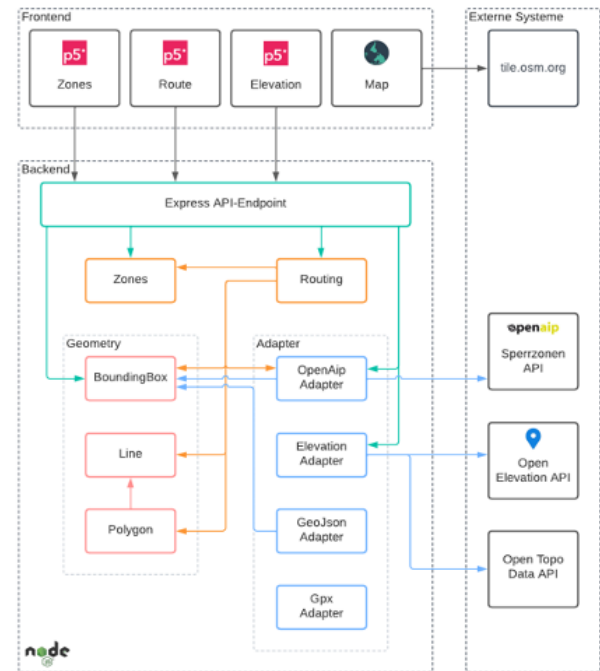 Frontend
Externe Systeme
p5*
Zones
p5*
Route
p5*
Elevation
Map
tile.osm.org
Backend
Express API-Endpoint
Zones
Routing
Geometry
Adapter
BoundingBox
OpenAip
Adapter
openaip
Sperrzonen
API
Line
Elevation
Adapter
Open
Elevation API
Polygon
GeoJson
Adapter
Open Topo
Data API
Gpx
Adapter
node
JS